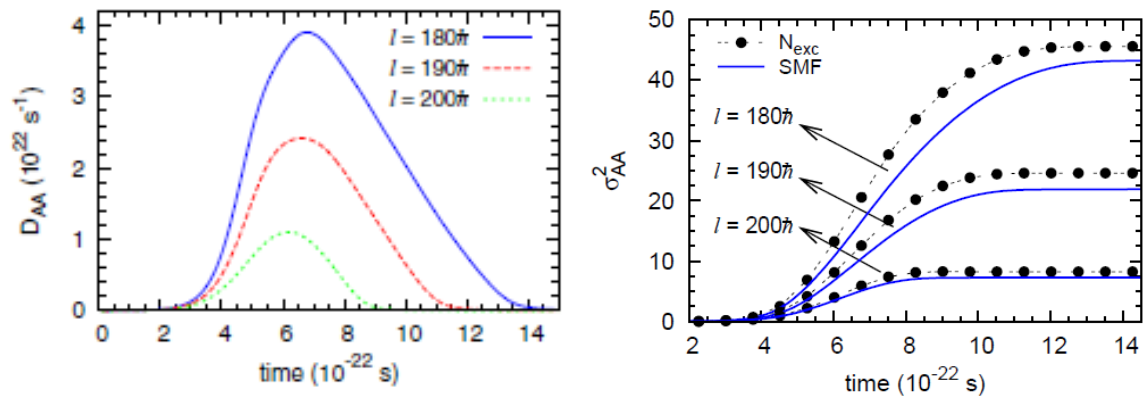 4
3
2
1
0
D_AA (10^22 s^-1)
l = 180ħ
l = 190ħ
l = 200ħ
0 2 4 6 8 10 12 14
time (10^-22 s)
50
40
30
20
10
0
σ²_AA
N_exc
SMF
l = 180ħ
l = 190ħ
l = 200ħ
2 4 6 8 10 12 14
time (10^-22 s)